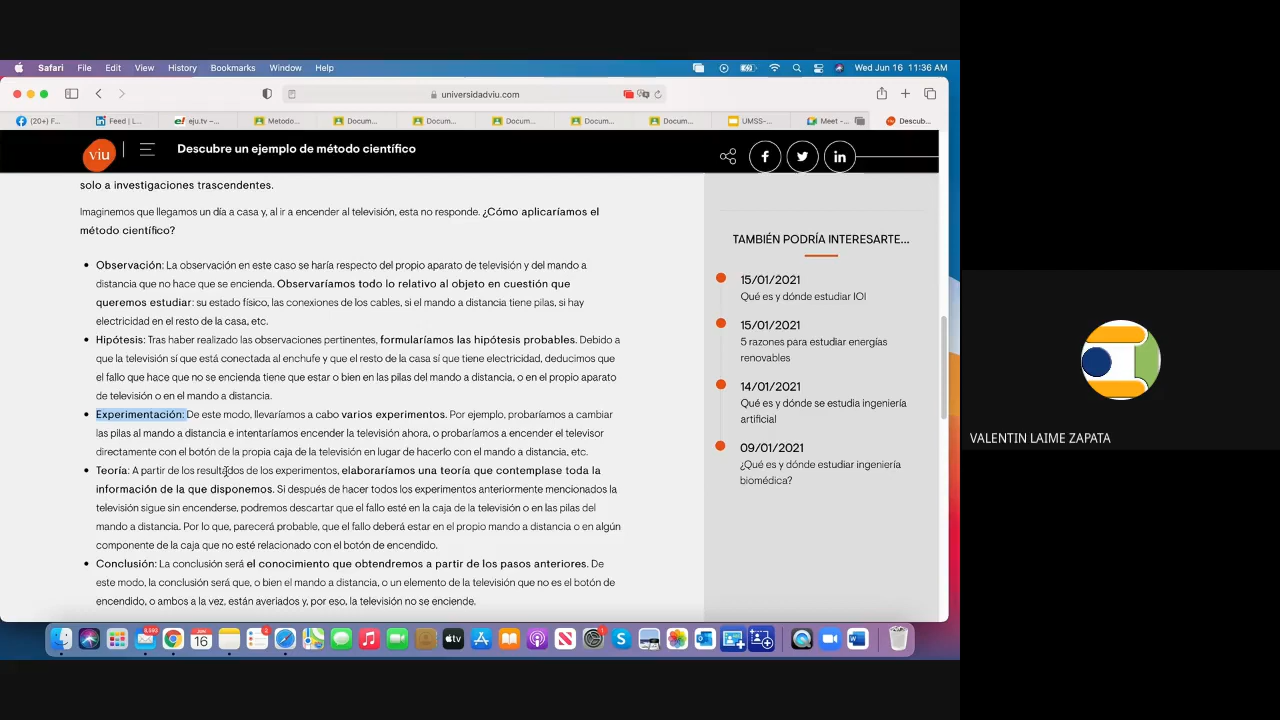 Safari File Edit View History Bookmarks Window Help Wed Jun 16 11:36 AM
universidadviu.com
(20+) F... Feed | L... eju.tv –... Metodo... Docum... Docum... Docum... Docum... Docum... UMSS-... Meet -... Descub...
viu Descubre un ejemplo de método científico
solo a investigaciones trascendentes.
Imaginemos que llegamos un día a casa y, al ir a encender al televisión, esta no responde. ¿Cómo aplicaríamos el
método científico?
• Observación: La observación en este caso se haría respecto del propio aparato de televisión y del mando a
distancia que no hace que se encienda. Observaríamos todo lo relativo al objeto en cuestión que
queremos estudiar: su estado físico, las conexiones de los cables, si el mando a distancia tiene pilas, si hay
electricidad en el resto de la casa, etc.
• Hipótesis: Tras haber realizado las observaciones pertinentes, formularíamos las hipótesis probables. Debido a
que la televisión sí que está conectada al enchufe y que el resto de la casa sí que tiene electricidad, deducimos que
el fallo que hace que no se encienda tiene que estar o bien en las pilas del mando a distancia, o en el propio aparato
de televisión o en el mando a distancia.
• Experimentación: De este modo, llevaríamos a cabo varios experimentos. Por ejemplo, probaríamos a cambiar
las pilas al mando a distancia e intentaríamos encender la televisión ahora, o probaríamos a encender el televisor
directamente con el botón de la propia caja de la televisión en lugar de hacerlo con el mando a distancia, etc.
• Teoría: A partir de los resultados de los experimentos, elaboraríamos una teoría que contemplase toda la
información de la que disponemos. Si después de hacer todos los experimentos anteriormente mencionados la
televisión sigue sin encenderse, podremos descartar que el fallo esté en la caja de la televisión o en las pilas del
mando a distancia. Por lo que, parecerá probable, que el fallo deberá estar en el propio mando a distancia o en algún
componente de la caja que no esté relacionado con el botón de encendido.
• Conclusión: La conclusión será el conocimiento que obtendremos a partir de los pasos anteriores. De
este modo, la conclusión será que, o bien el mando a distancia, o un elemento de la televisión que no es el botón de
encendido, o ambos a la vez, están averiados y, por eso, la televisión no se enciende.
TAMBIÉN PODRÍA INTERESARTE...
15/01/2021
Qué es y dónde estudiar IOI
15/01/2021
5 razones para estudiar energías
renovables
14/01/2021
Qué es y dónde se estudia ingeniería
artificial
09/01/2021
¿Qué es y dónde estudiar ingeniería
biomédica?
VALENTIN LAIME ZAPATA